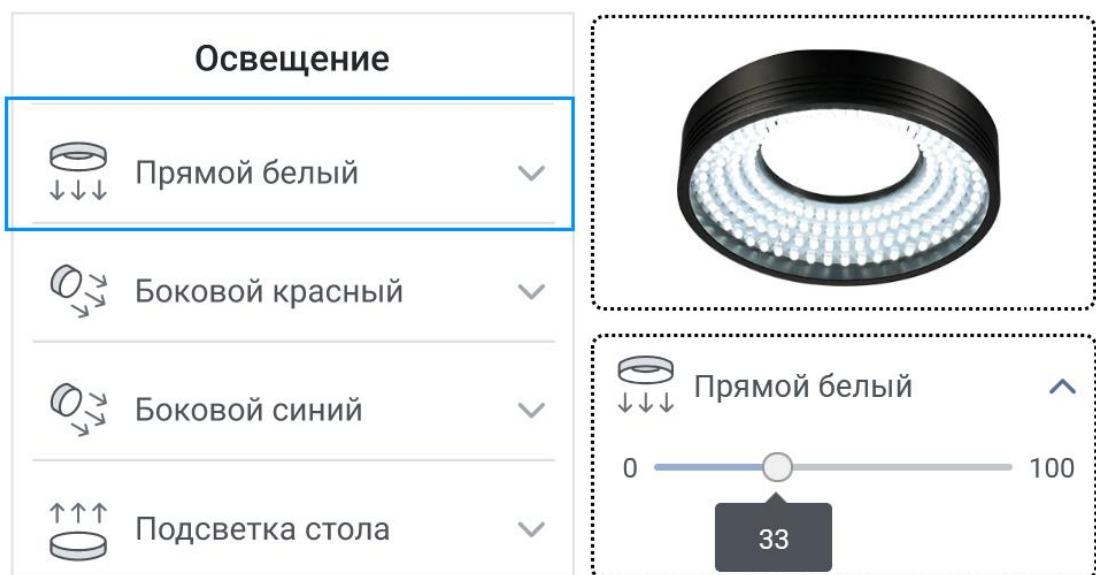 Освещение
Прямой белый
Боковой красный
Боковой синий
Подсветка стола
Прямой белый
0 100
33